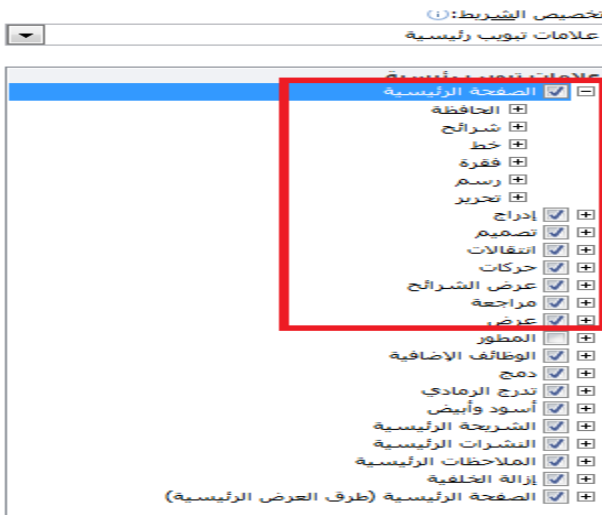 تخصيص الشريط:
علامات تبويب رئيسية
علامات تبويب رئيسية
الصفحة الرئيسية
الحافظة
شرائح
خط
فقرة
رسم
تحرير
إدراج
تصميم
انتقالات
حركات
عرض الشرائح
مراجعة
عرض
المطور
الوظائف الإضافية
دمج
تدرج الرمادي
أسود وأبيض
الشريحة الرئيسية
النشرات الرئيسية
الملاحظات الرئيسية
إزالة الخلفية
الصفحة الرئيسية (طرق العرض الرئيسية)